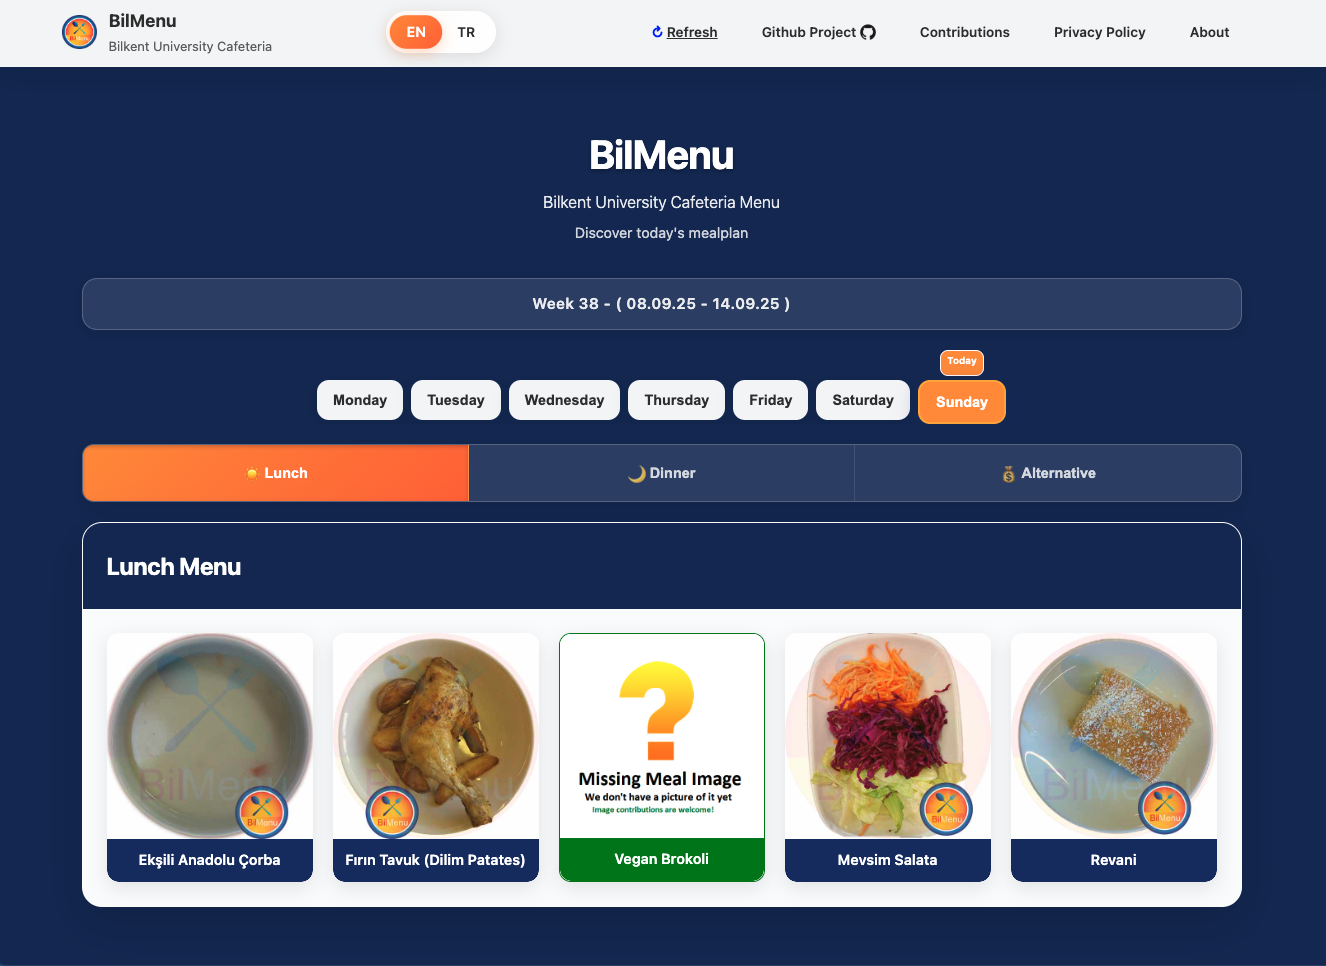 BilMenu
Bilkent University Cafeteria
EN TR
Refresh
Github Project
Contributions
Privacy Policy
About
BilMenu
Bilkent University Cafeteria Menu
Discover today's mealplan
Week 38 - ( 08.09.25 - 14.09.25 )
Today
Monday Tuesday Wednesday Thursday Friday Saturday Sunday
Lunch Dinner Alternative
Lunch Menu
BilMenu BilMenu BilMenu BilMenu
Missing Meal Image
We don't have a picture of it yet
Image contributions are welcome!
Ekşili Anadolu Çorba
Fırın Tavuk (Dilim Patates)
Vegan Brokoli
Mevsim Salata
Revani